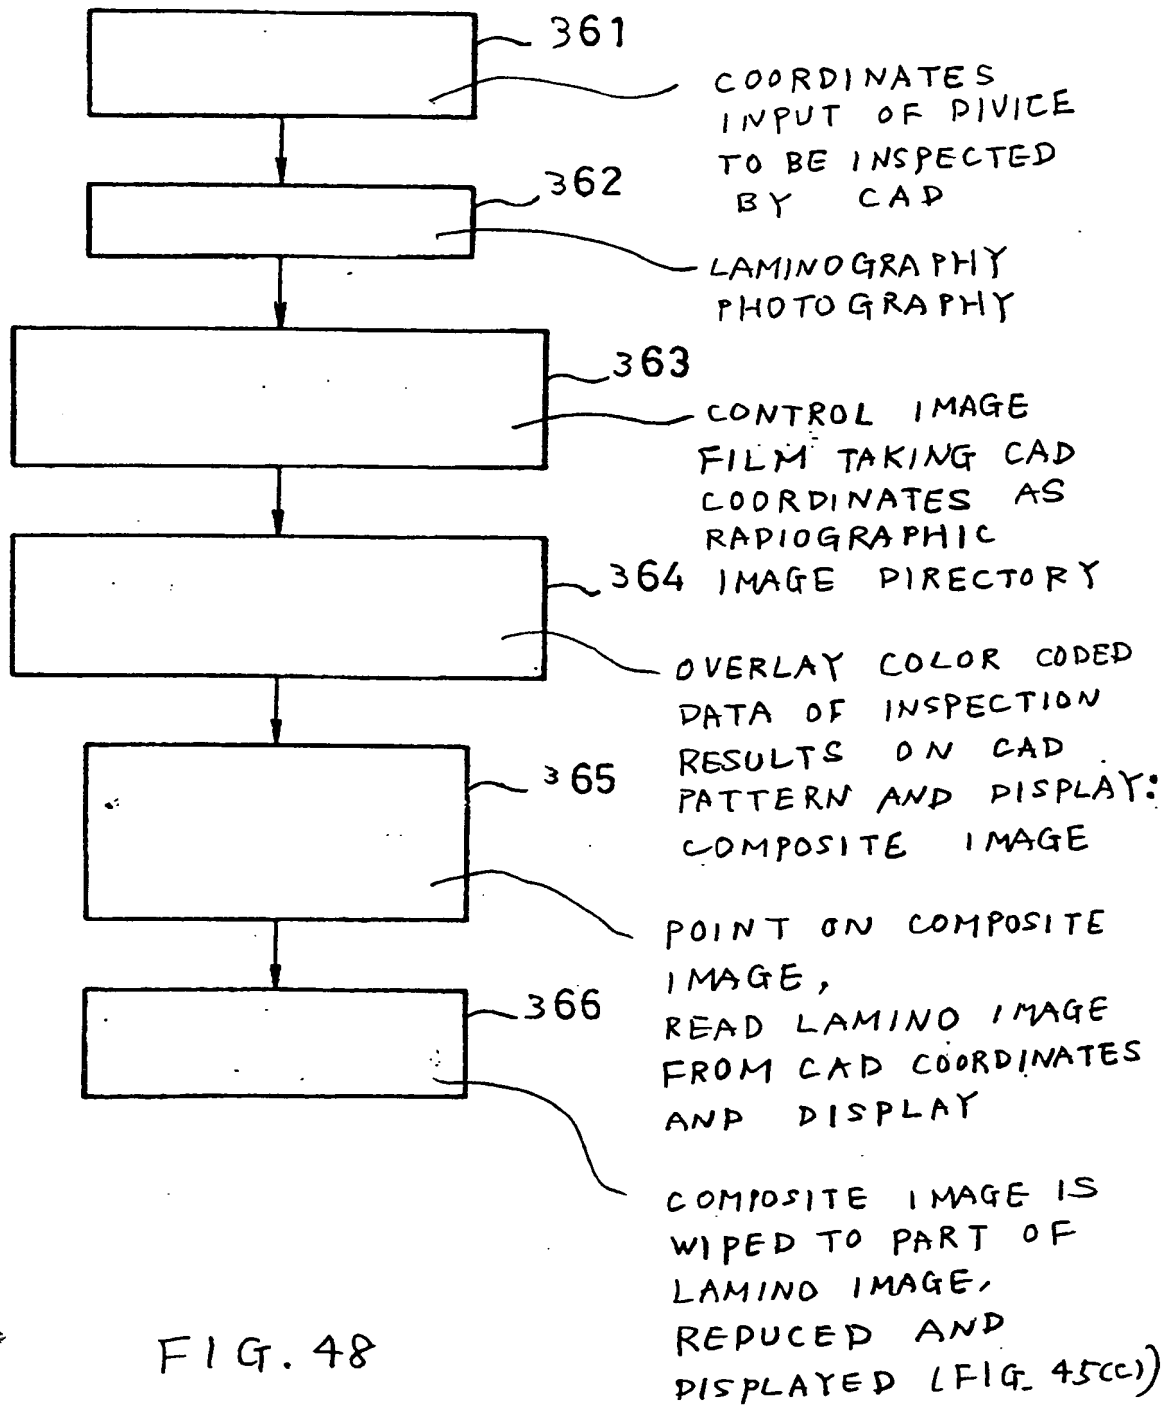 361
COORDINATES
INPUT OF DIVICE
TO BE INSPECTED
BY CAD
362
LAMINOGRAPHY
PHOTOGRAPHY
363
CONTROL IMAGE
FILM TAKING CAD
COORDINATES AS
RADIOGRAPHIC
IMAGE DIRECTORY
364
OVERLAY COLOR CODED
DATA OF INSPECTION
RESULTS ON CAD
PATTERN AND DISPLAY:
COMPOSITE IMAGE
365
POINT ON COMPOSITE
IMAGE,
READ LAMINO IMAGE
FROM CAD COORDINATES
AND DISPLAY
366
COMPOSITE IMAGE IS
WIPED TO PART OF
LAMINO IMAGE,
REDUCED AND
DISPLAYED (FIG. 45(C))
FIG. 48